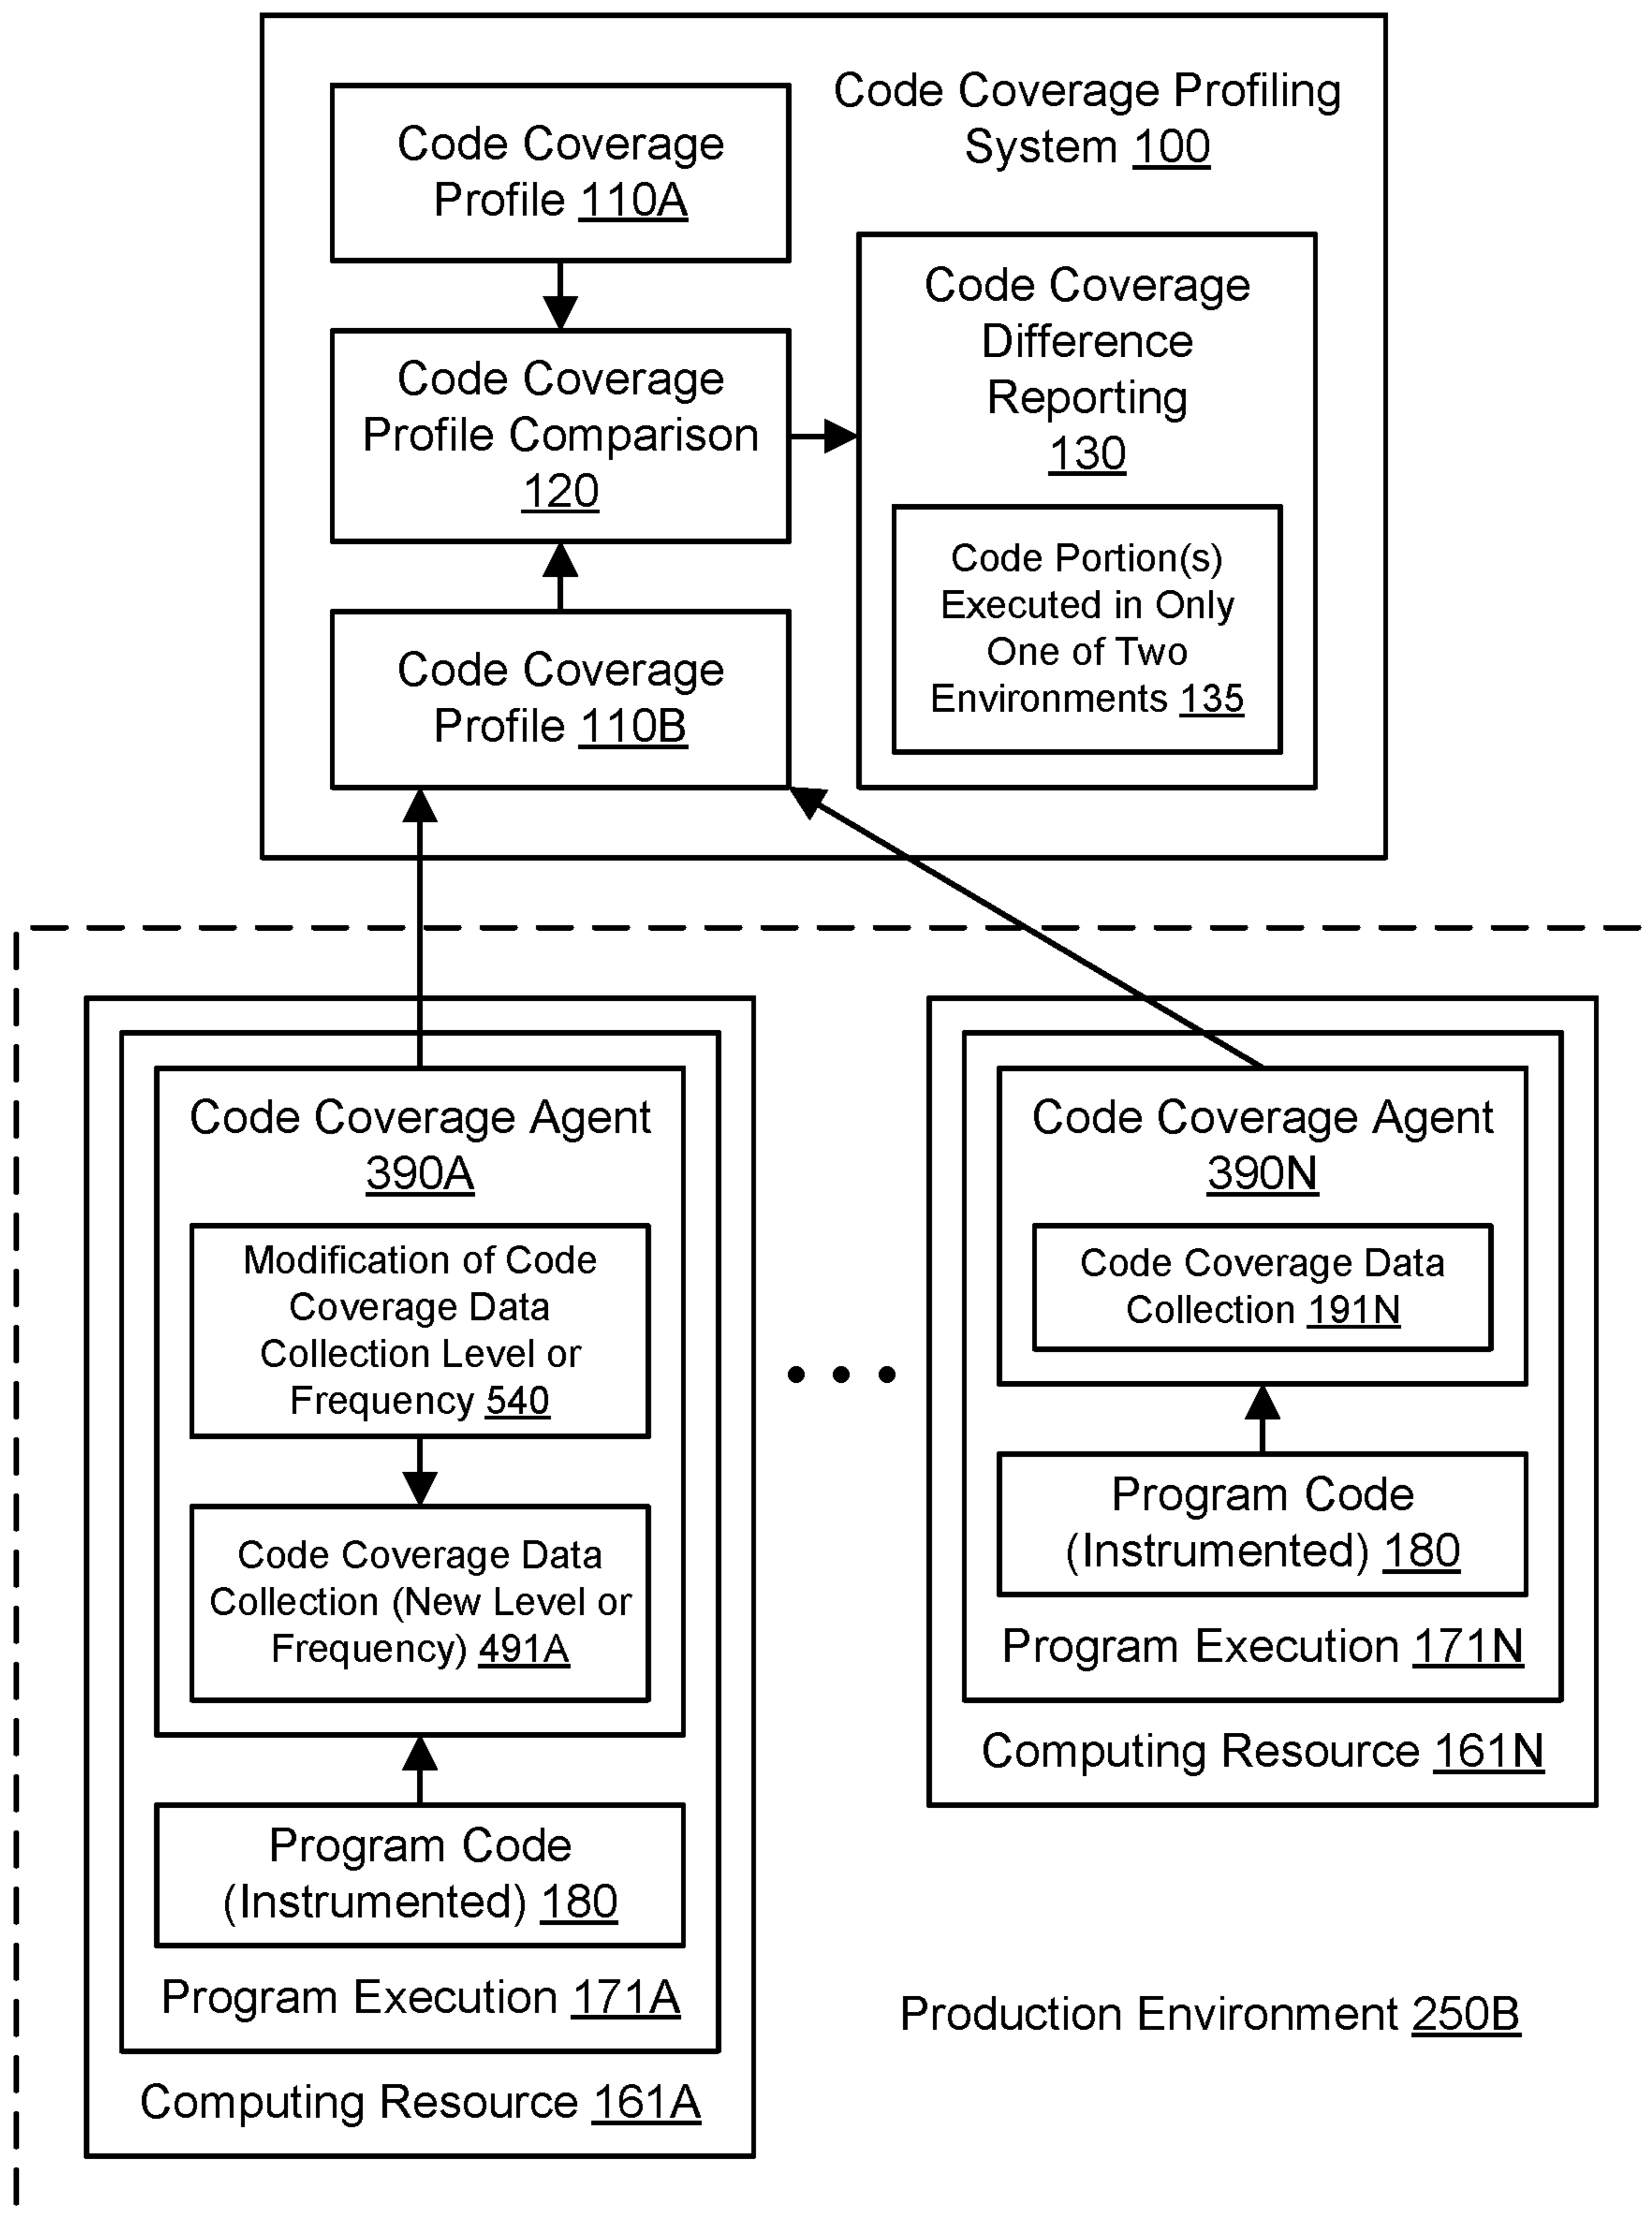 Code Coverage Profiling
System 100
Code Coverage
Profile 110A
Code Coverage
Profile Comparison
120
Code Coverage
Profile 110B
Code Coverage
Difference
Reporting
130
Code Portion(s)
Executed in Only
One of Two
Environments 135
Code Coverage Agent
390A
Modification of Code
Coverage Data
Collection Level or
Frequency 540
Code Coverage Data
Collection (New Level or
Frequency) 491A
Program Code
(Instrumented) 180
Program Execution 171A
Computing Resource 161A
Code Coverage Agent
390N
Code Coverage Data
Collection 191N
Program Code
(Instrumented) 180
Program Execution 171N
Computing Resource 161N
Production Environment 250B